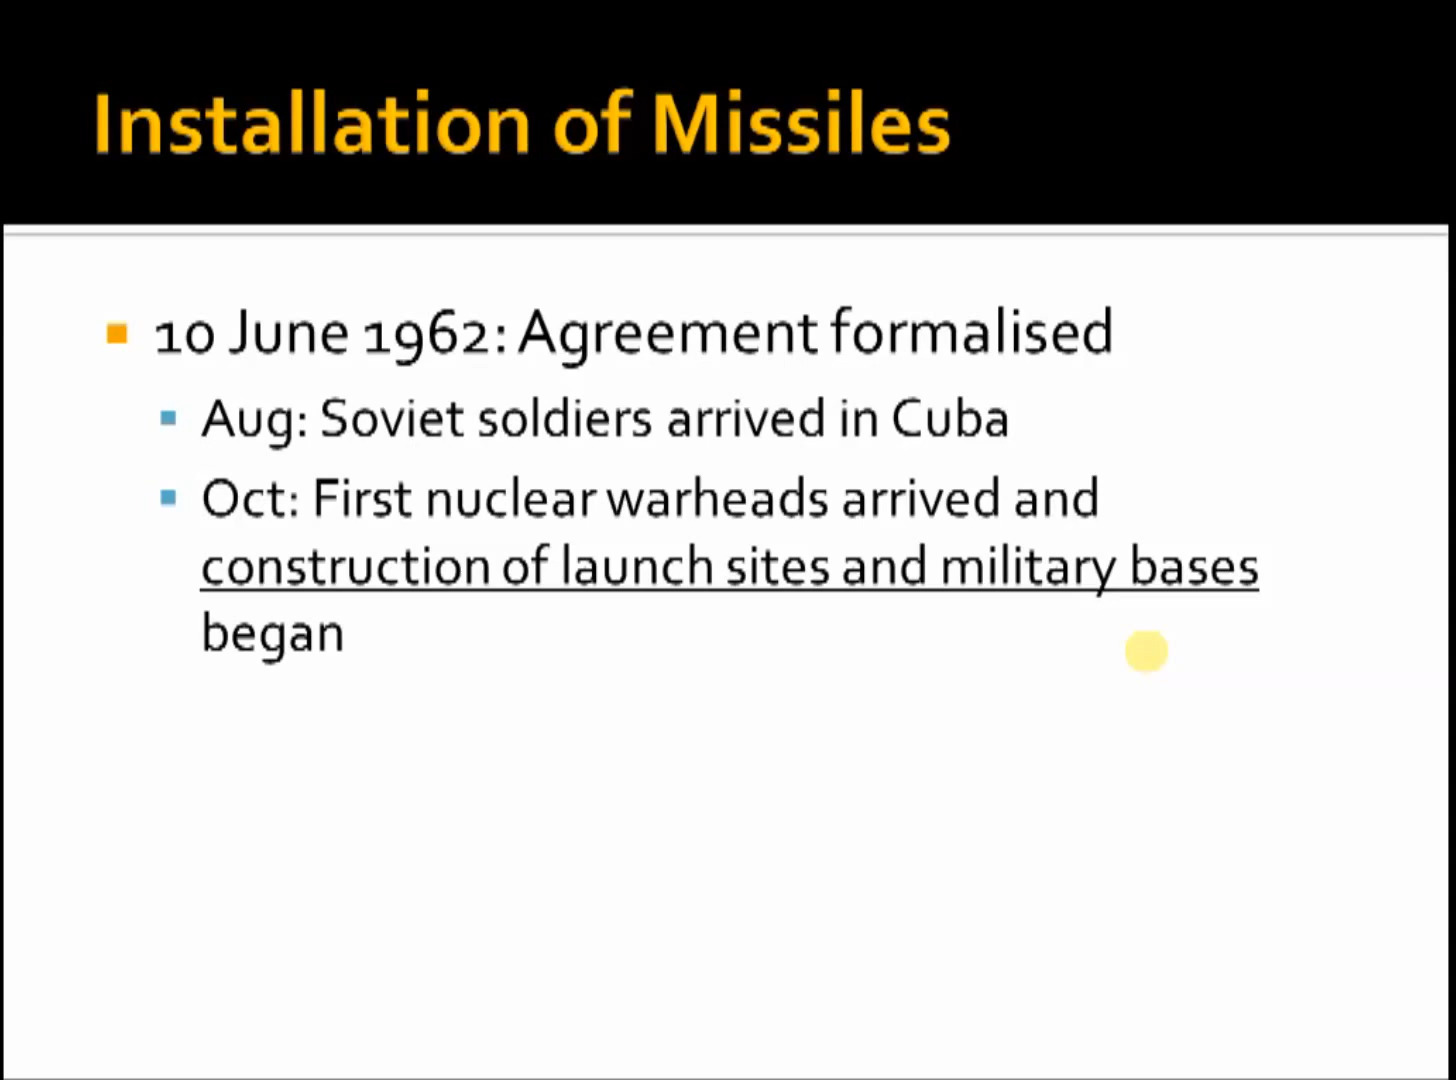 Installation of Missiles
10 June 1962: Agreement formalised
Aug: Soviet soldiers arrived in Cuba
Oct: First nuclear warheads arrived and
construction of launch sites and military bases
began